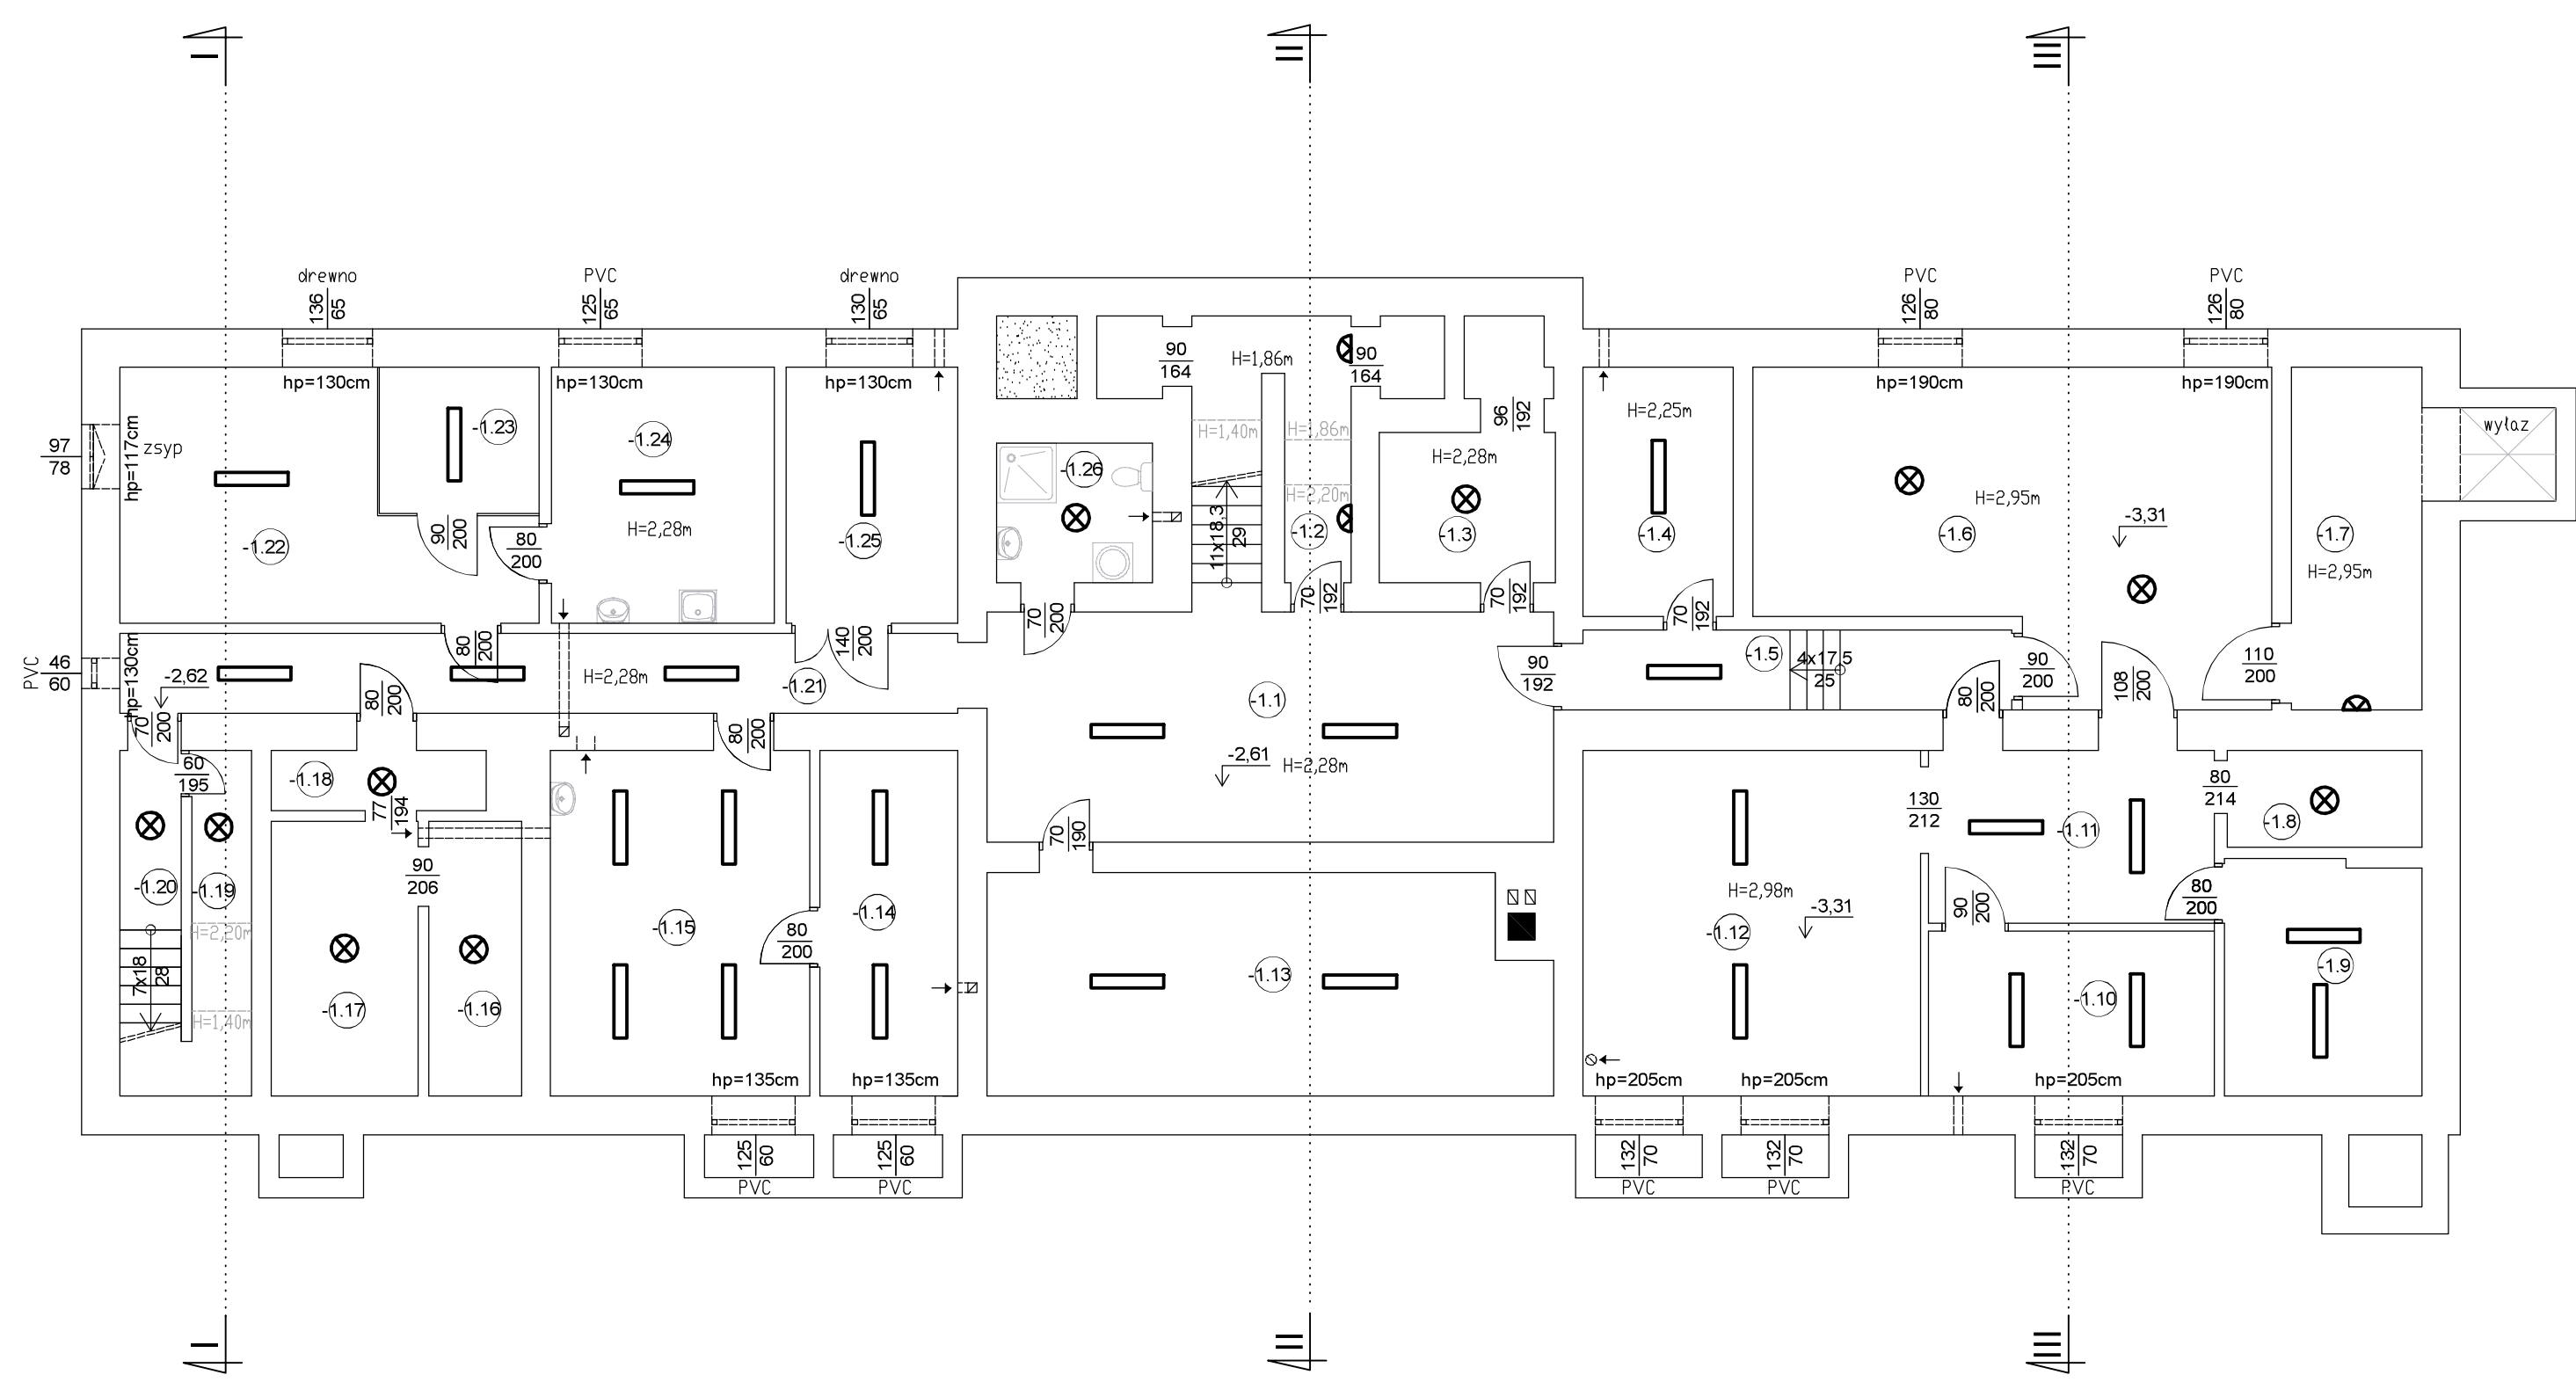 I
II
III
drewno
136
65
PVC
125
65
drewno
130
65
PVC
126
80
PVC
126
80
hp=130cm
hp=130cm
hp=130cm
90
164
H=1,86m
90
164
hp=190cm
hp=190cm
97
78
hp=117cm
zsyp
-1.23
-1.24
H=1,40m
H=1,86m
96
192
H=2,25m
wyłaz
-1.26
H=2,28m
H=2,20m
H=2,95m
-3,31
90
200
80
200
H=2,28m
-1.22
-1.25
11x18,3
29
-1.2
-1.3
-1.4
-1.6
-1.7
H=2,95m
70
200
70
192
70
192
70
192
PVC
46
60
hp=130cm
-2,62
80
200
80
200
H=2,28m
-1.21
140
200
-1.1
90
192
-1.5
4x17,5
25
90
200
80
200
108
200
110
200
70
200
80
200
-2,61
H=2,28m
60
195
-1.18
77
194
70
190
130
212
-1.11
80
214
-1.8
90
206
-1.20
-1.19
-1.15
-1.14
H=2,98m
-1.12
-3,31
90
200
80
200
H=2,20m
80
200
7x18
28
-1.17
-1.16
-1.13
-1.10
-1.9
H=1,40m
hp=135cm
hp=135cm
hp=205cm
hp=205cm
hp=205cm
125
60
PVC
125
60
PVC
132
70
PVC
132
70
PVC
132
70
PVC
I
II
III